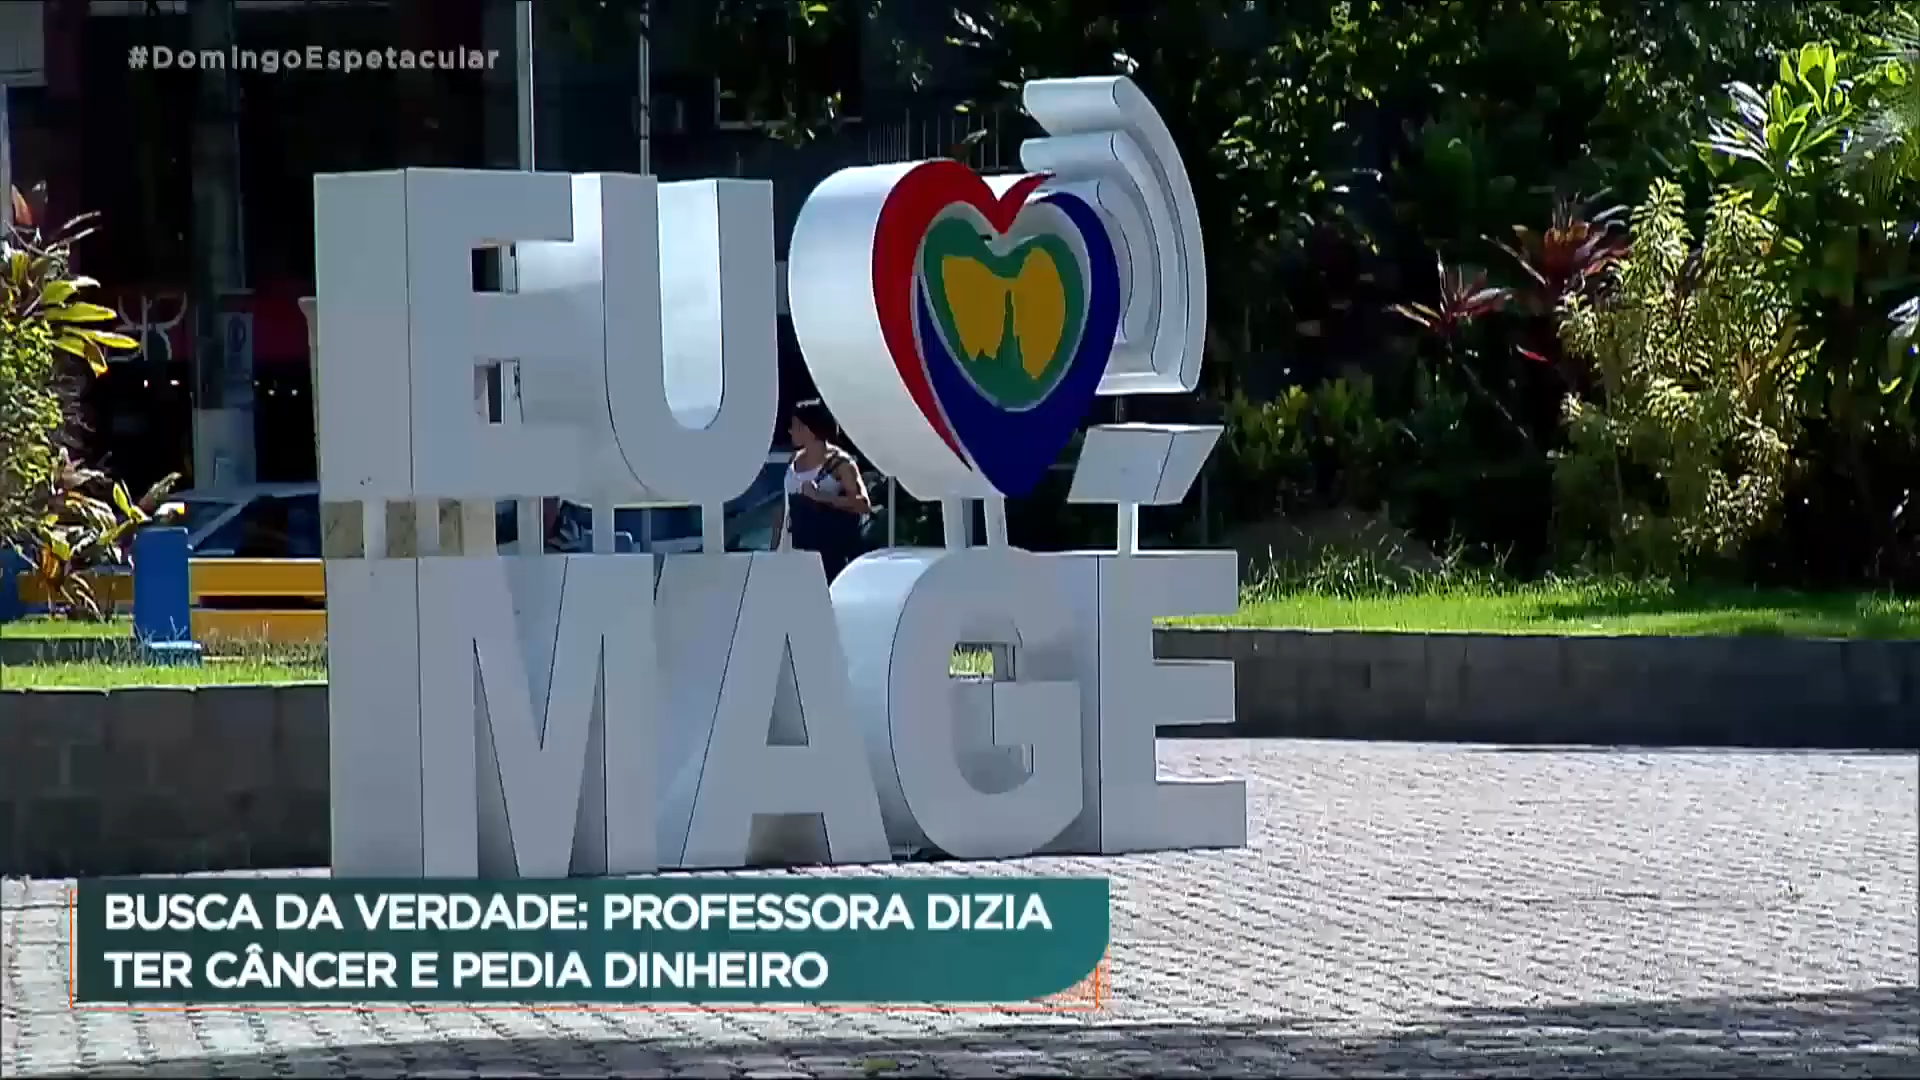 #DomingoEspetacular
EU
MAGÉ
BUSCA DA VERDADE: PROFESSORA DIZIA
TER CÂNCER E PEDIA DINHEIRO